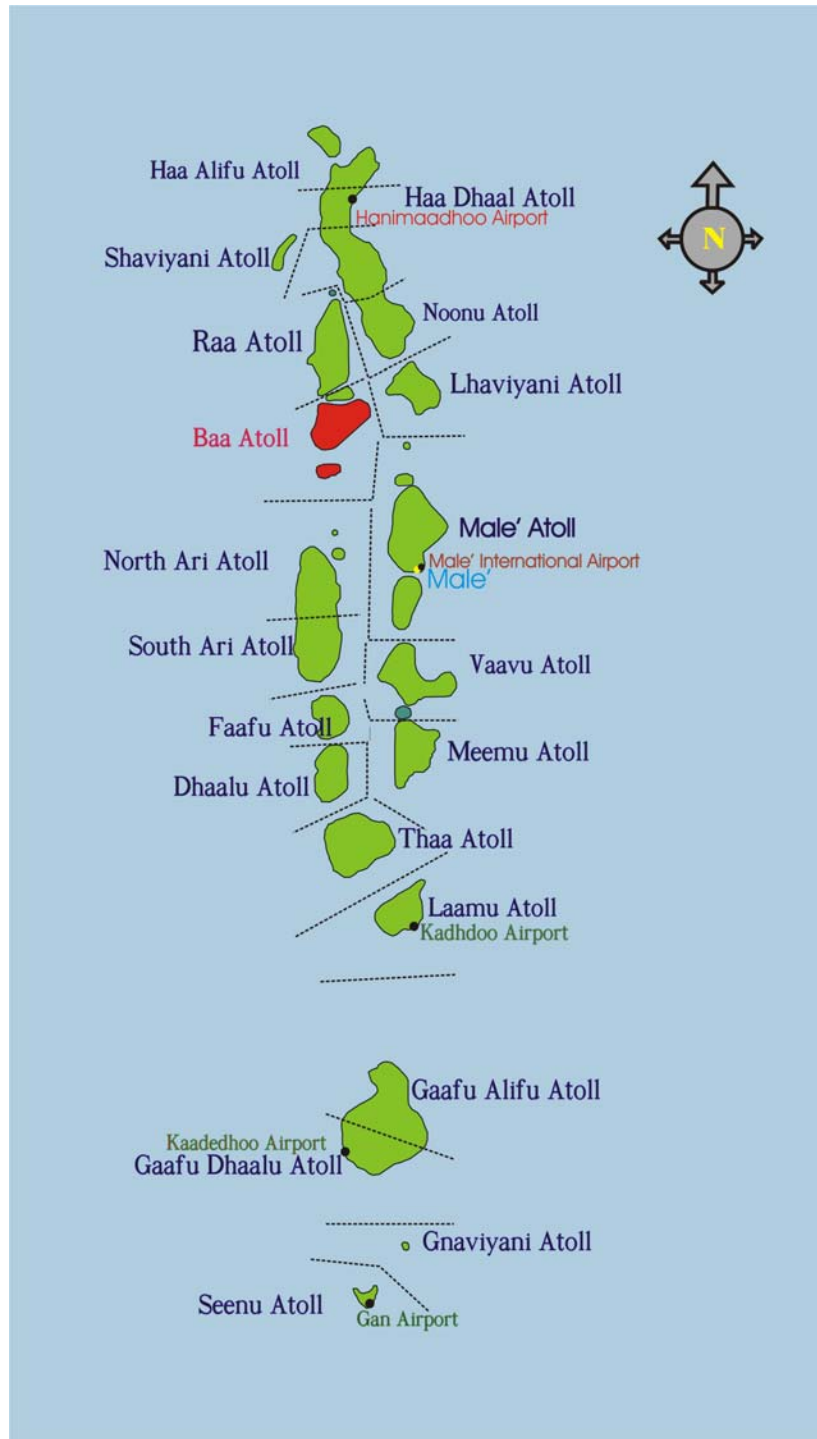 Haa Alifu Atoll
Haa Dhaal Atoll
Hanimaadhoo Airport
N
Shaviyani Atoll
Noonu Atoll
Raa Atoll
Lhaviyani Atoll
Baa Atoll
Male' Atoll
North Ari Atoll
Male' International Airport
Male'
South Ari Atoll
Vaavu Atoll
Faafu Atoll
Meemu Atoll
Dhaalu Atoll
Thaa Atoll
Laamu Atoll
Kadhdoo Airport
Gaafu Alifu Atoll
Kaadedhoo Airport
Gaafu Dhaalu Atoll
Gnaviyani Atoll
Seenu Atoll
Gan Airport